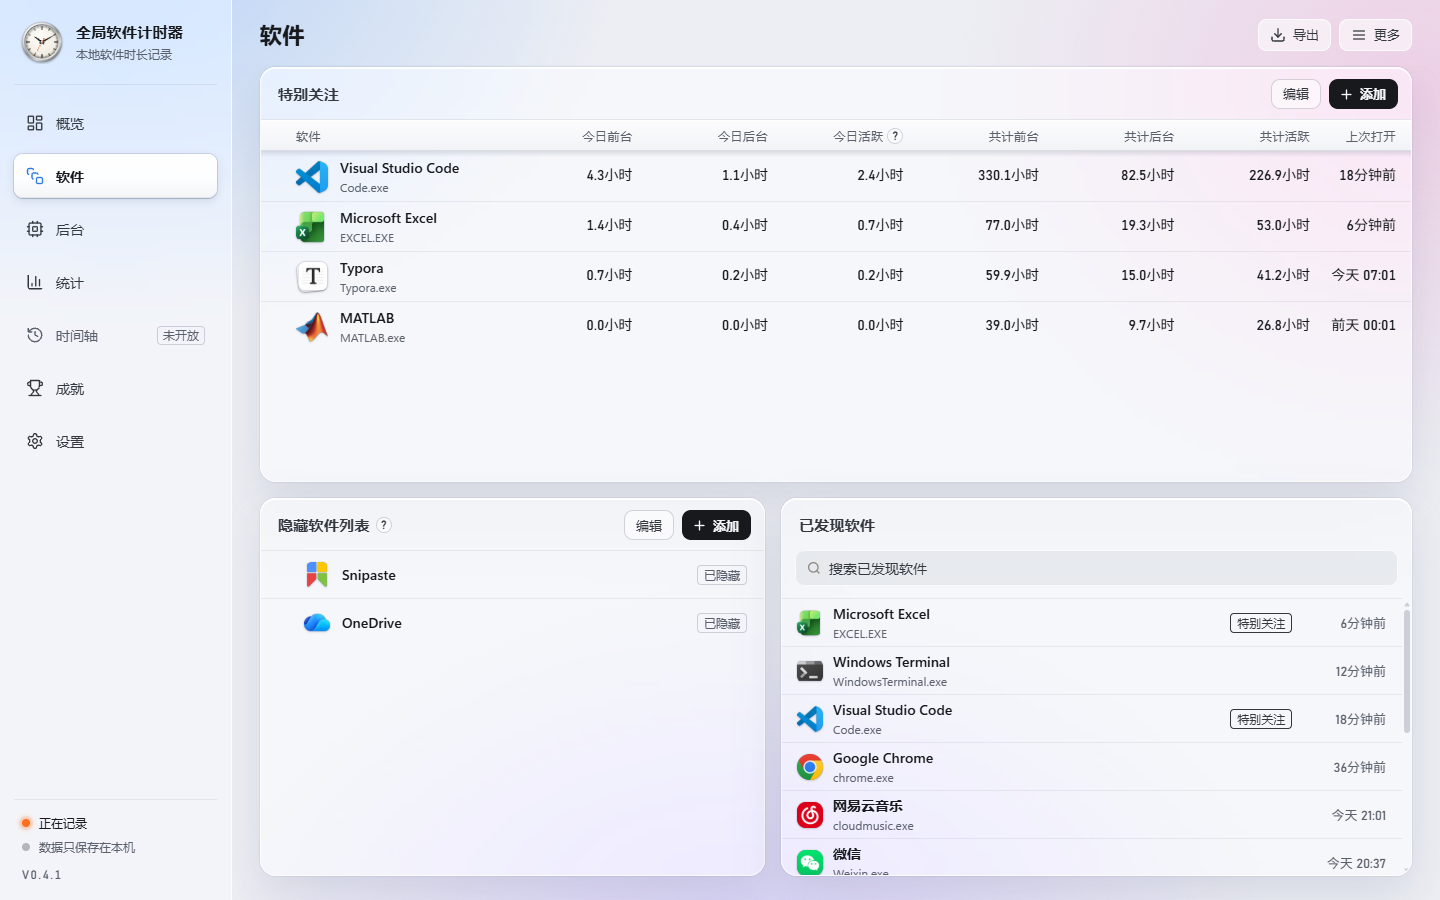 全局软件计时器
本地软件时长记录
概览
软件
后台
统计
时间轴 未开放
成就
设置
正在记录
数据只保存在本机
V0.4.1
软件
导出 更多
特别关注
编辑 + 添加
软件 今日前台 今日后台 今日活跃 ? 共计前台 共计后台 共计活跃 上次打开
Visual Studio Code
Code.exe
4.3小时 1.1小时 2.4小时 330.1小时 82.5小时 226.9小时 18分钟前
Microsoft Excel
EXCEL.EXE
1.4小时 0.4小时 0.7小时 77.0小时 19.3小时 53.0小时 6分钟前
Typora
Typora.exe
0.7小时 0.2小时 0.2小时 59.9小时 15.0小时 41.2小时 今天 07:01
MATLAB
MATLAB.exe
0.0小时 0.0小时 0.0小时 39.0小时 9.7小时 26.8小时 前天 00:01
隐藏软件列表 ?
编辑 + 添加
Snipaste 已隐藏
OneDrive 已隐藏
已发现软件
搜索已发现软件
Microsoft Excel
EXCEL.EXE
特别关注 6分钟前
Windows Terminal
WindowsTerminal.exe
12分钟前
Visual Studio Code
Code.exe
特别关注 18分钟前
Google Chrome
chrome.exe
36分钟前
网易云音乐
cloudmusic.exe
今天 21:01
微信
Weixin.exe
今天 20:37